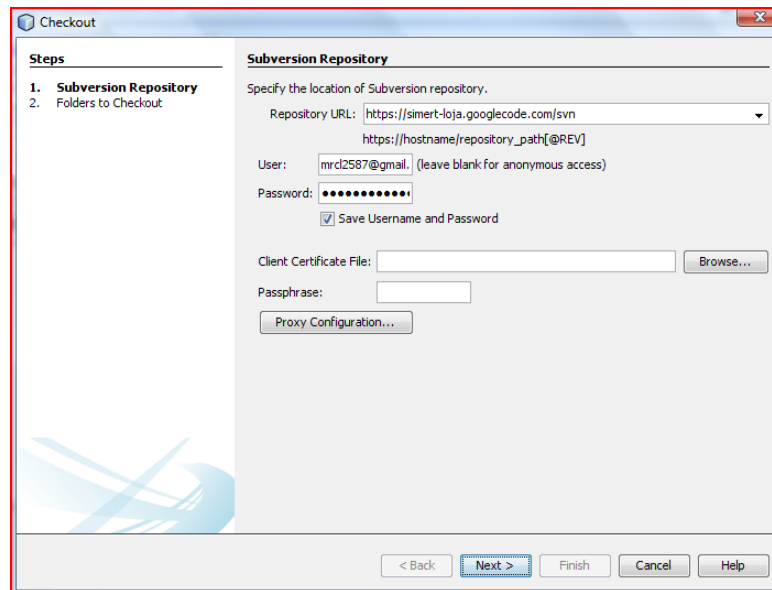 Checkout
Steps
1. Subversion Repository
2. Folders to Checkout
Subversion Repository
Specify the location of Subversion repository.
Repository URL: https://simert-loja.googlecode.com/svn
https://hostname/repository_path[@REV]
User: mrcl2587@gmail. (leave blank for anonymous access)
Password: ●●●●●●●●●●●●
Save Username and Password
Client Certificate File: Browse...
Passphrase:
Proxy Configuration...
< Back Next > Finish Cancel Help